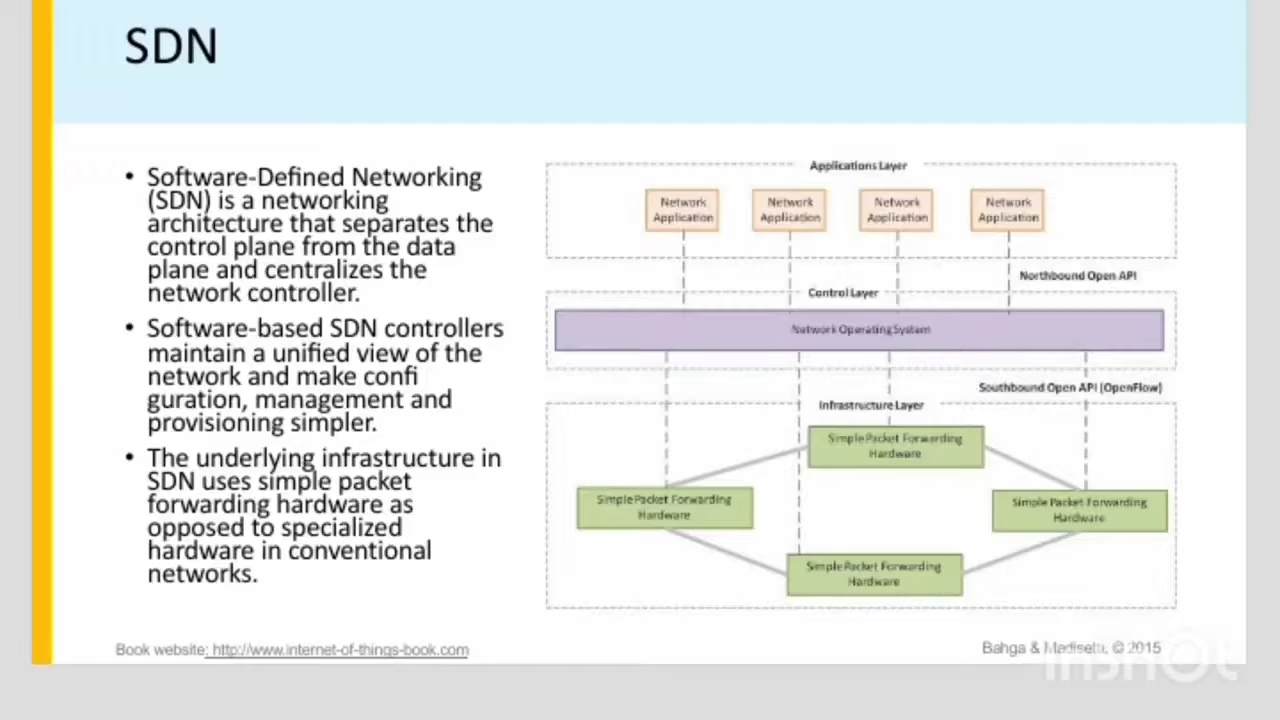 SDN
• Software-Defined Networking
(SDN) is a networking
architecture that separates the
control plane from the data
plane and centralizes the
network controller.
• Software-based SDN controllers
maintain a unified view of the
network and make confi
guration, management and
provisioning simpler.
• The underlying infrastructure in
SDN uses simple packet
forwarding hardware as
opposed to specialized
hardware in conventional
networks.
Applications Layer
Network
Application
Network
Application
Network
Application
Network
Application
Northbound Open API
Control Layer
Network Operating System
Southbound Open API (OpenFlow)
Infrastructure Layer
Simple Packet Forwarding
Hardware
Simple Packet Forwarding
Hardware
Simple Packet Forwarding
Hardware
Simple Packet Forwarding
Hardware
Book website: http://www.internet-of-things-book.com
Bahga & Madisetti, © 2015
InShOt